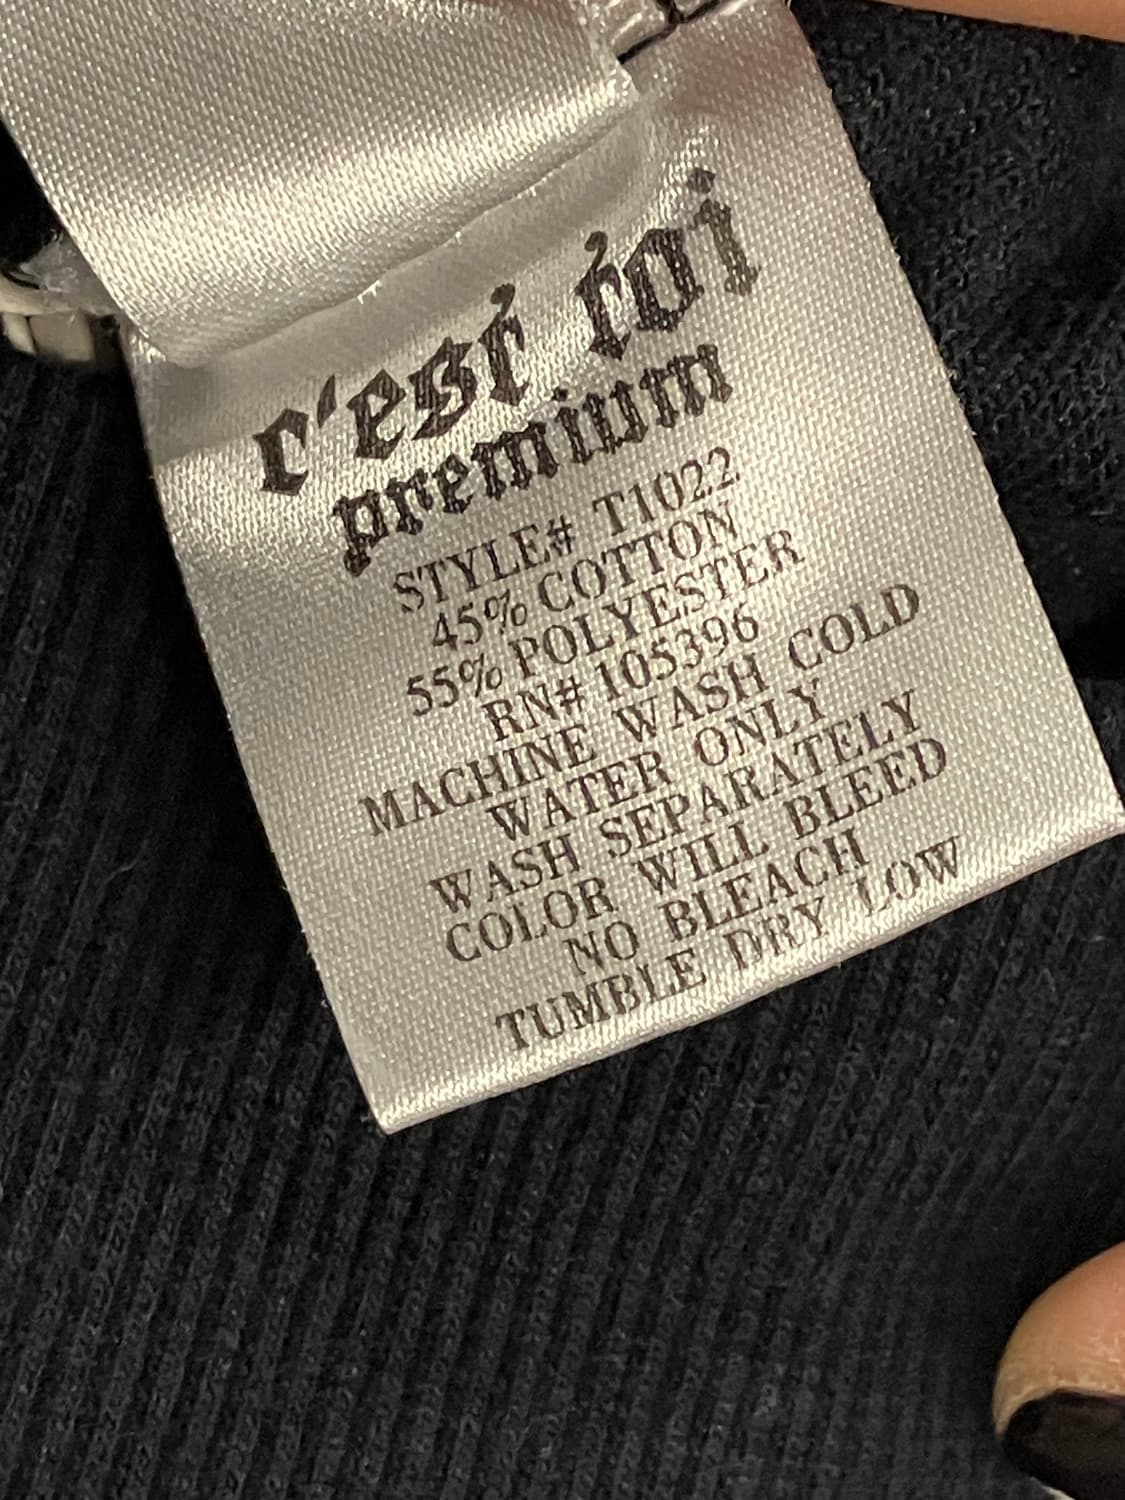 c'est toi
premium
STYLE# T1022
45% COTTON
55% POLYESTER
RN# 105396
MACHINE WASH COLD
WATER ONLY
WASH SEPARATELY
COLOR WILL BLEED
NO BLEACH
TUMBLE DRY LOW